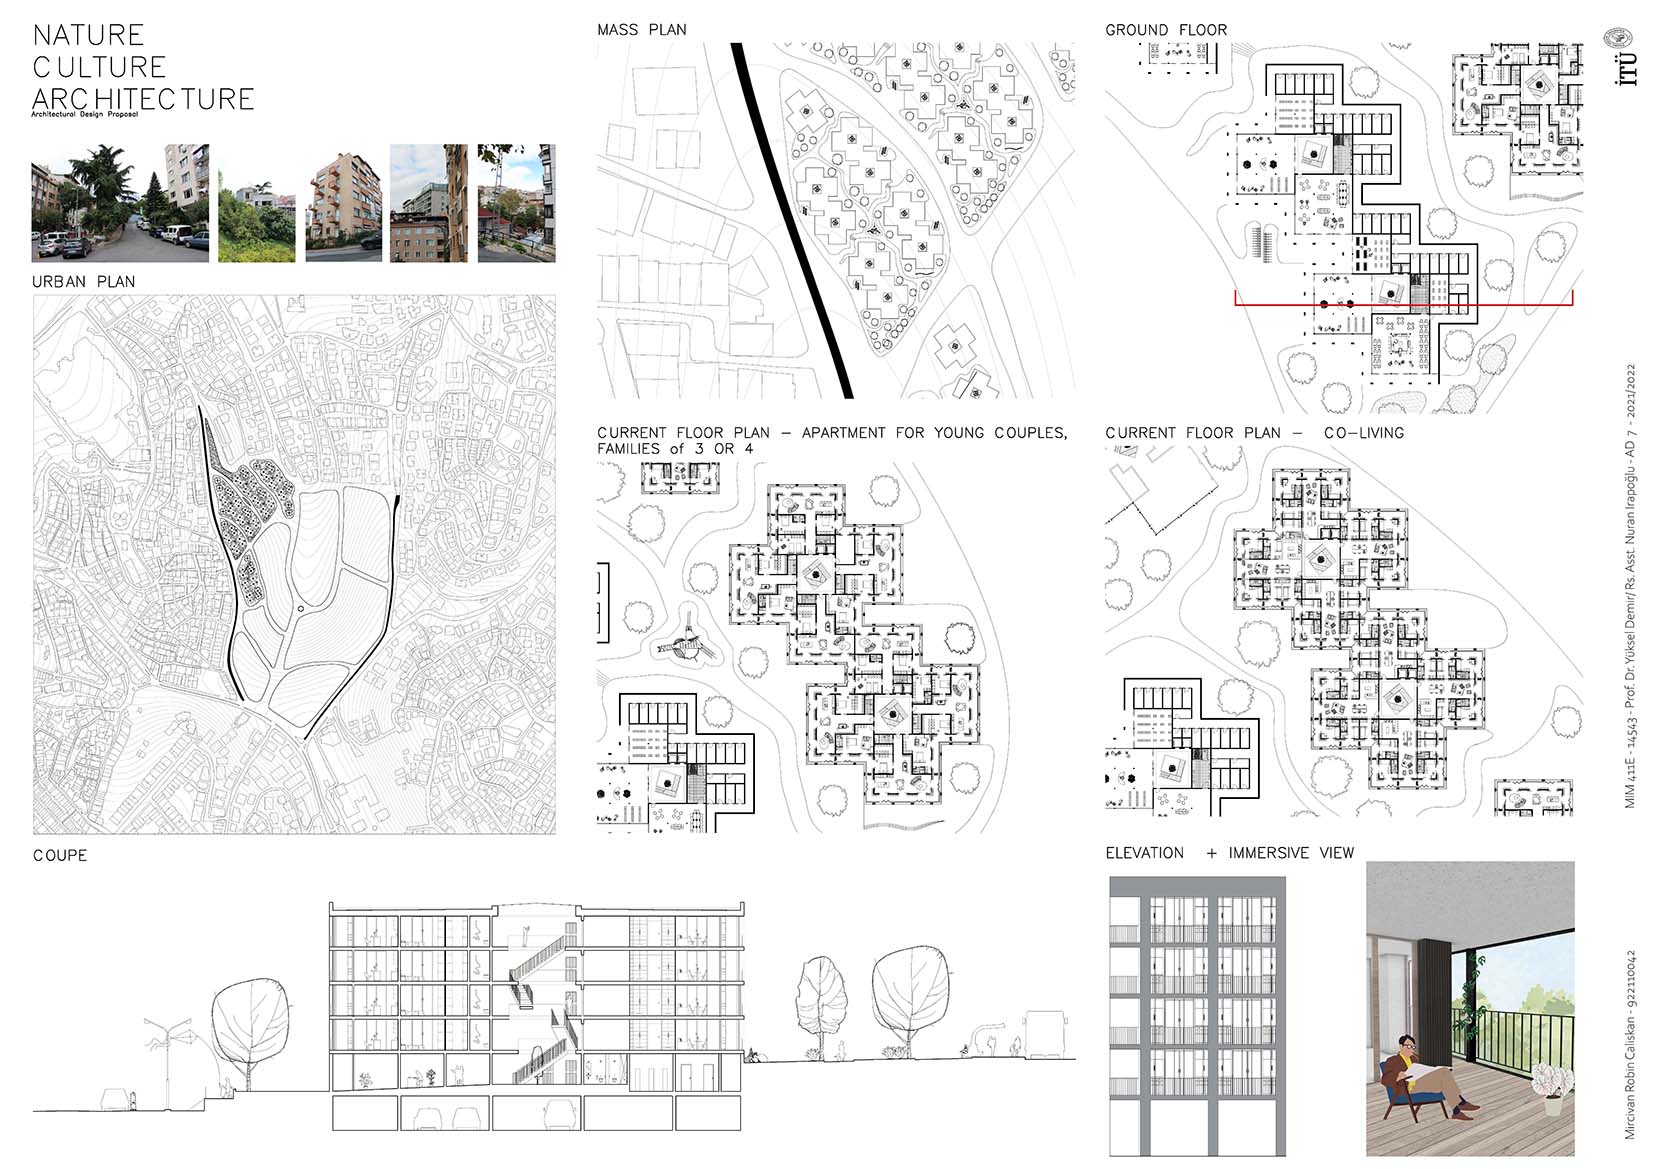 NATURE
CULTURE
ARCHITECTURE
Architectural Design Proposal
URBAN PLAN
COUPE
MASS PLAN
CURRENT FLOOR PLAN – APARTMENT FOR YOUNG COUPLES,
FAMILIES of 3 OR 4
GROUND FLOOR
CURRENT FLOOR PLAN – CO–LIVING
ELEVATION + IMMERSIVE VIEW
İTÜ
MIM 411E - 14543 - Prof. Dr. Yüksel Demir/ Rs. Asst. Nuran Irapoğlu - AD 7 - 2021/2022
Mircivan Robin Caliskan - 922110042